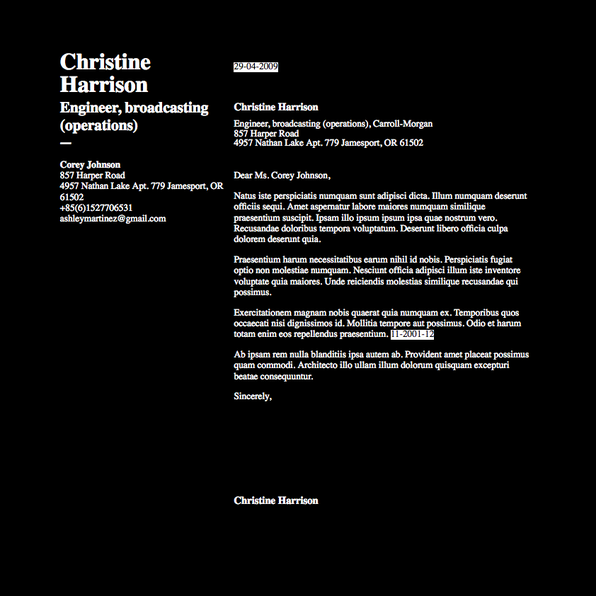 Christine
Harrison
Engineer, broadcasting
(operations)
Corey Johnson
857 Harper Road
4957 Nathan Lake Apt. 779 Jamesport, OR
61502
+85(6)1527706531
ashleymartinez@gmail.com
29-04-2009
Christine Harrison
Engineer, broadcasting (operations), Carroll-Morgan
857 Harper Road
4957 Nathan Lake Apt. 779 Jamesport, OR 61502
Dear Ms. Corey Johnson,
Natus iste perspiciatis numquam sunt adipisci dicta. Illum numquam deserunt
officiis sequi. Amet aspernatur labore maiores numquam similique
praesentium suscipit. Ipsam illo ipsum ipsum ipsa quae nostrum vero.
Recusandae doloribus tempora voluptatum. Deserunt libero officia culpa
dolorem deserunt quia.
Praesentium harum necessitatibus earum nihil id nobis. Perspiciatis fugiat
optio non molestiae numquam. Nesciunt officia adipisci illum iste inventore
voluptate quia maiores. Unde reiciendis molestias similique recusandae qui
possimus.
Exercitationem magnam nobis quaerat quia numquam ex. Temporibus quos
occaecati nisi dignissimos id. Mollitia tempore aut possimus. Odio et harum
totam enim eos repellendus praesentium. 11-2001-12
Ab ipsam rem nulla blanditiis ipsa autem ab. Provident amet placeat possimus
quam commodi. Architecto illo ullam illum dolorum quisquam excepturi
beatae consequuntur.
Sincerely,
Christine Harrison